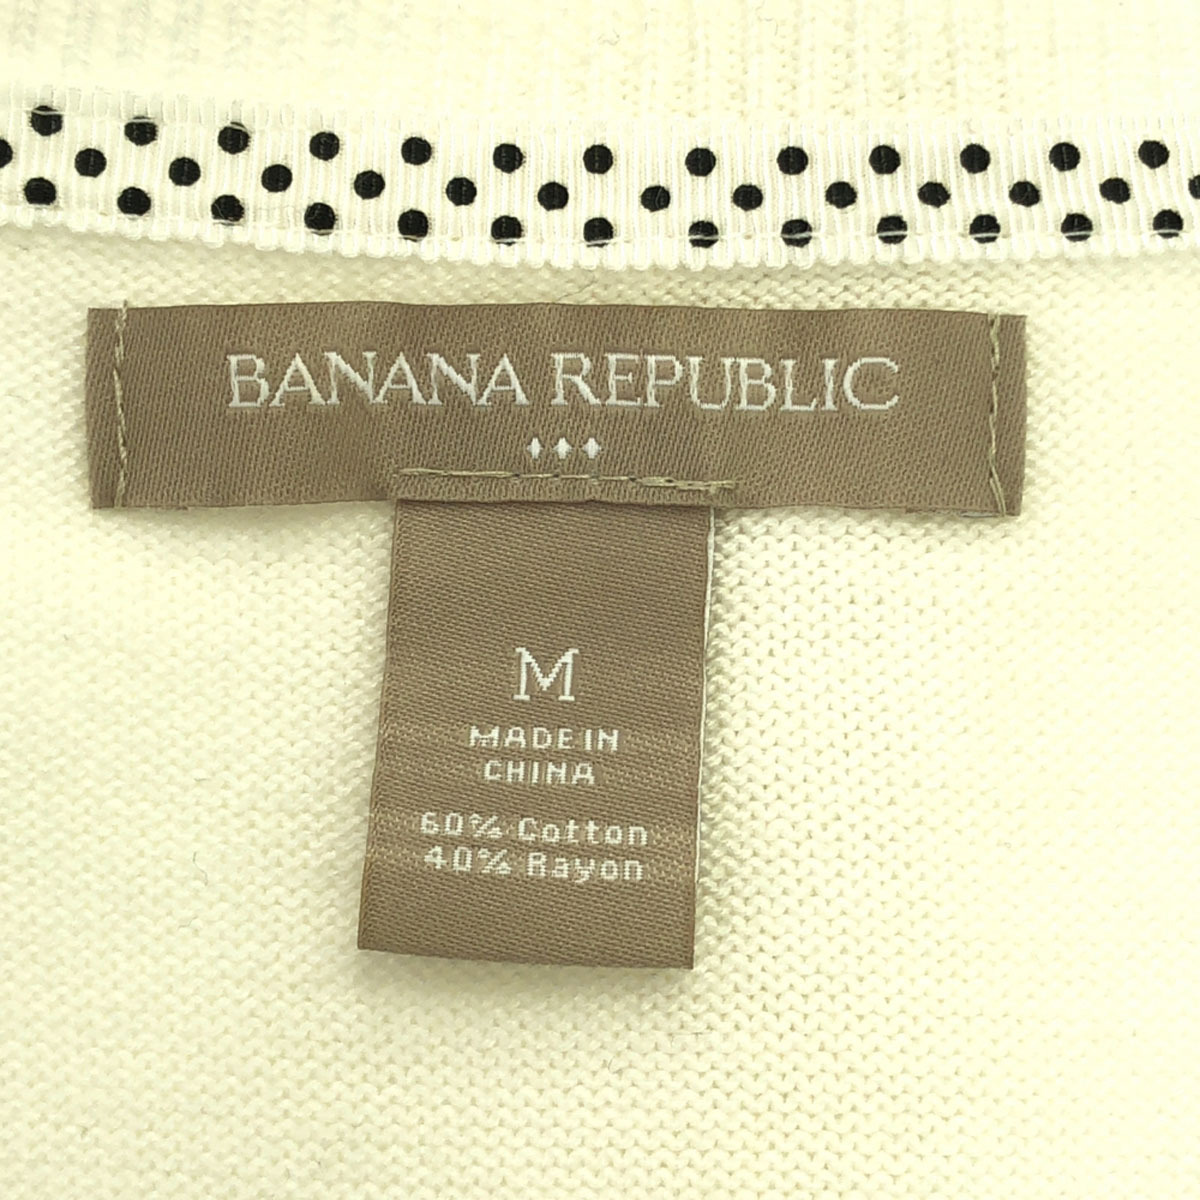 BANANA REPUBLIC
M
MADE IN
CHINA
60% Cotton
40% Rayon